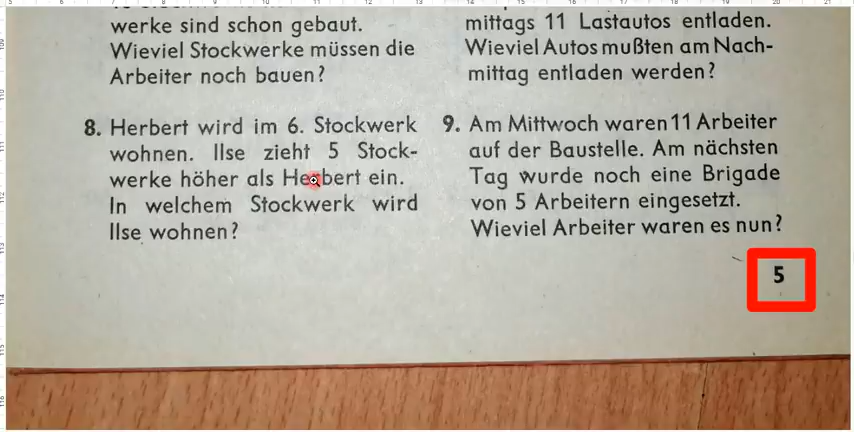 werke sind schon gebaut.
Wieviel Stockwerke müssen die
Arbeiter noch bauen?
8. Herbert wird im 6. Stockwerk
wohnen. Ilse zieht 5 Stock-
werke höher als Herbert ein.
In welchem Stockwerk wird
Ilse wohnen?
mittags 11 Lastautos entladen.
Wieviel Autos mußten am Nach-
mittag entladen werden?
9. Am Mittwoch waren 11 Arbeiter
auf der Baustelle. Am nächsten
Tag wurde noch eine Brigade
von 5 Arbeitern eingesetzt.
Wieviel Arbeiter waren es nun?
5